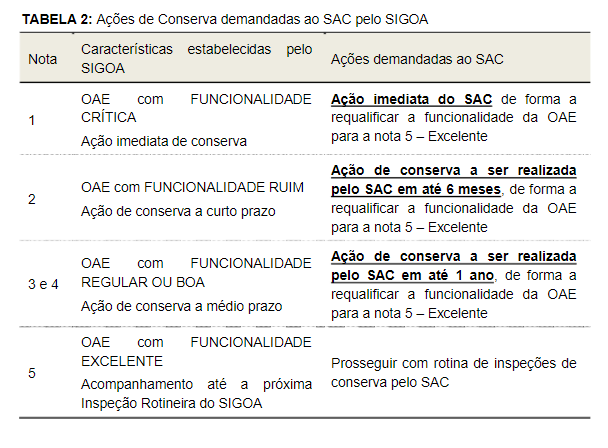 TABELA 2: Ações de Conserva demandadas ao SAC pelo SIGOA
Nota
Características estabelecidas pelo
SIGOA
Ações demandadas ao SAC
1
OAE com FUNCIONALIDADE
CRÍTICA
Ação imediata de conserva
Ação imediata do SAC de forma a
requalificar a funcionalidade da OAE
para a nota 5 – Excelente
2
OAE com FUNCIONALIDADE RUIM
Ação de conserva a curto prazo
Ação de conserva a ser realizada
pelo SAC em até 6 meses, de forma a
requalificar a funcionalidade da OAE
para a nota 5 – Excelente
3 e 4
OAE com FUNCIONALIDADE
REGULAR OU BOA
Ação de conserva a médio prazo
Ação de conserva a ser realizada
pelo SAC em até 1 ano, de forma a
requalificar a funcionalidade da OAE
para a nota 5 – Excelente
5
OAE com FUNCIONALIDADE
EXCELENTE
Acompanhamento até a próxima
Inspeção Rotineira do SIGOA
Prosseguir com rotina de inspeções de
conserva pelo SAC